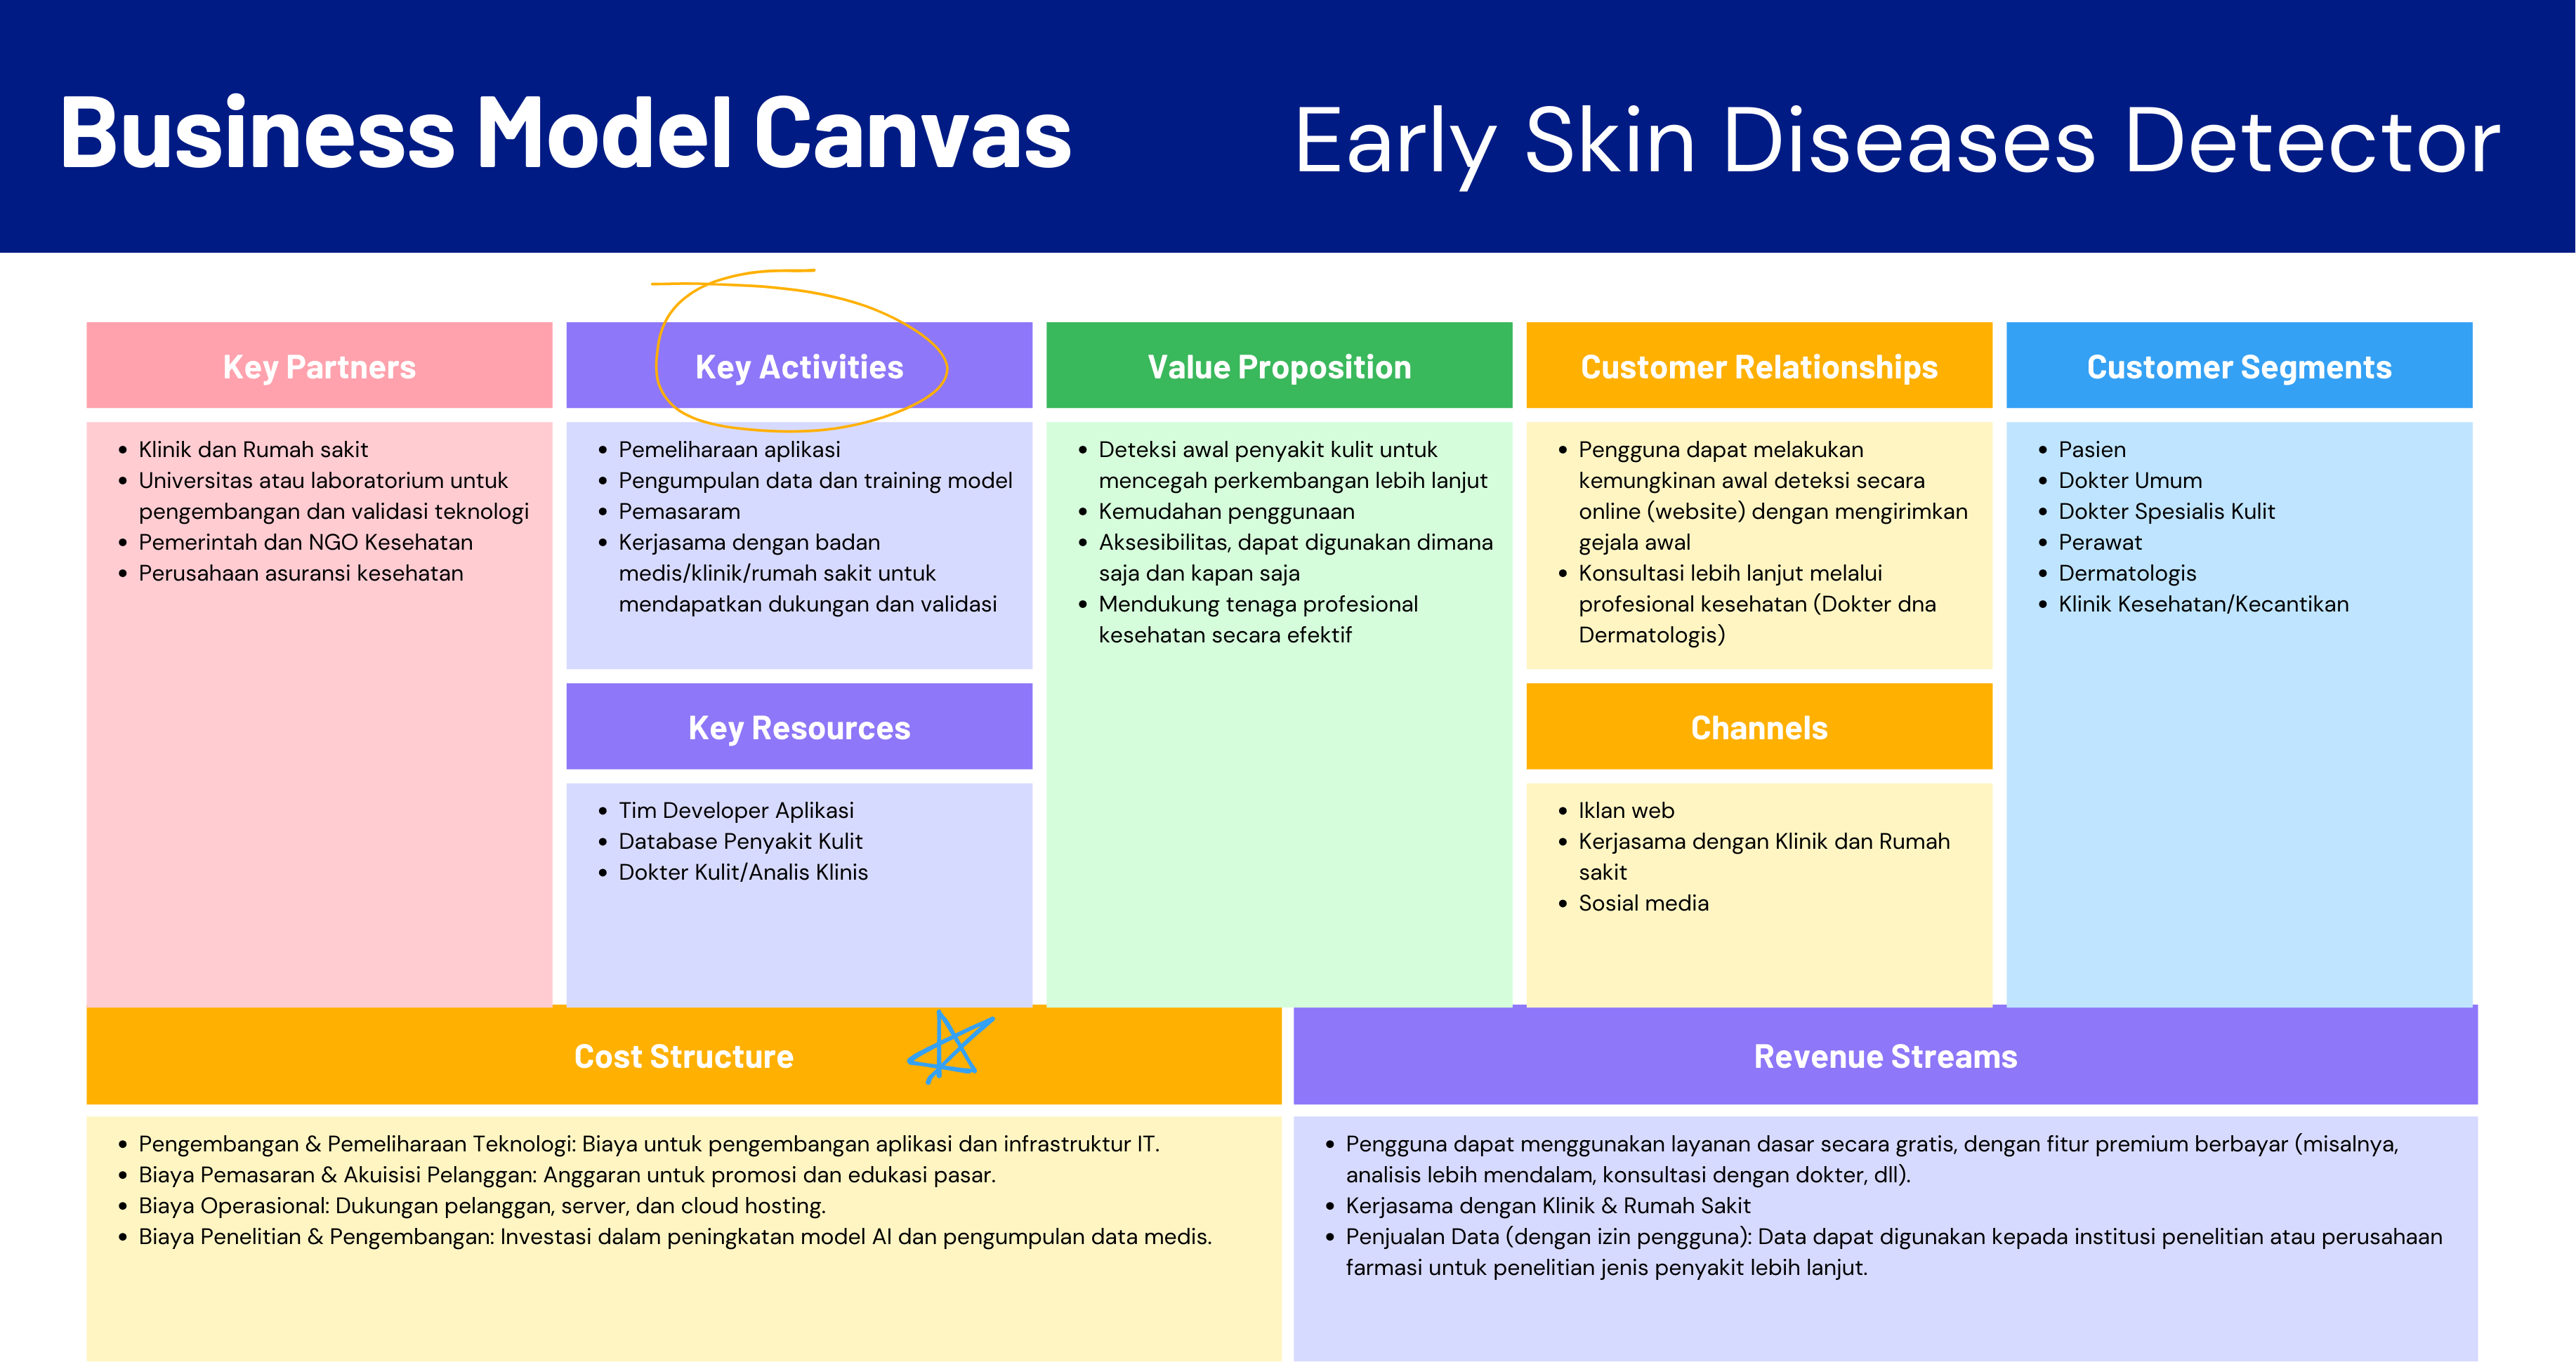 Business Model Canvas
Early Skin Diseases Detector
Key Partners
• Klinik dan Rumah sakit
• Universitas atau laboratorium untuk
pengembangan dan validasi teknologi
• Pemerintah dan NGO Kesehatan
• Perusahaan asuransi kesehatan
Key Activities
• Pemeliharaan aplikasi
• Pengumpulan data dan training model
• Pemasaram
• Kerjasama dengan badan
medis/klinik/rumah sakit untuk
mendapatkan dukungan dan validasi
Key Resources
• Tim Developer Aplikasi
• Database Penyakit Kulit
• Dokter Kulit/Analis Klinis
Value Proposition
• Deteksi awal penyakit kulit untuk
mencegah perkembangan lebih lanjut
• Kemudahan penggunaan
• Aksesibilitas, dapat digunakan dimana
saja dan kapan saja
• Mendukung tenaga profesional
kesehatan secara efektif
Customer Relationships
• Pengguna dapat melakukan
kemungkinan awal deteksi secara
online (website) dengan mengirimkan
gejala awal
• Konsultasi lebih lanjut melalui
profesional kesehatan (Dokter dna
Dermatologis)
Channels
• Iklan web
• Kerjasama dengan Klinik dan Rumah
sakit
• Sosial media
Customer Segments
• Pasien
• Dokter Umum
• Dokter Spesialis Kulit
• Perawat
• Dermatologis
• Klinik Kesehatan/Kecantikan
Cost Structure
• Pengembangan & Pemeliharaan Teknologi: Biaya untuk pengembangan aplikasi dan infrastruktur IT.
• Biaya Pemasaran & Akuisisi Pelanggan: Anggaran untuk promosi dan edukasi pasar.
• Biaya Operasional: Dukungan pelanggan, server, dan cloud hosting.
• Biaya Penelitian & Pengembangan: Investasi dalam peningkatan model AI dan pengumpulan data medis.
Revenue Streams
• Pengguna dapat menggunakan layanan dasar secara gratis, dengan fitur premium berbayar (misalnya,
analisis lebih mendalam, konsultasi dengan dokter, dll).
• Kerjasama dengan Klinik & Rumah Sakit
• Penjualan Data (dengan izin pengguna): Data dapat digunakan kepada institusi penelitian atau perusahaan
farmasi untuk penelitian jenis penyakit lebih lanjut.